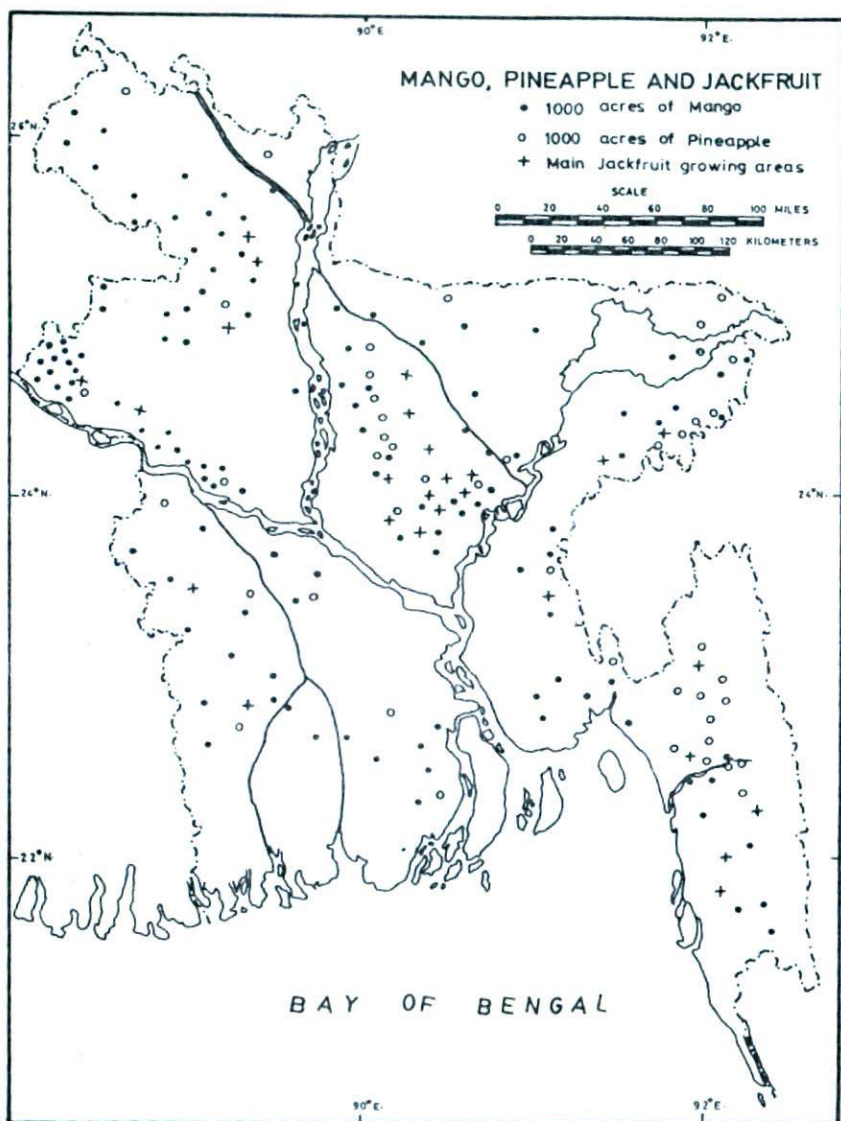 90°E.
92°E.
MANGO, PINEAPPLE AND JACKFRUIT
1000 acres of Mango
26°N.
1000 acres of Pineapple
Main Jackfruit growing areas
SCALE
0 20 40 60 80 100 MILES
0 20 40 60 80 100 120 KILOMETERS
24°N.
24°N.
22°N.
22°N.
BAY OF BENGAL
90°E.
92°E.